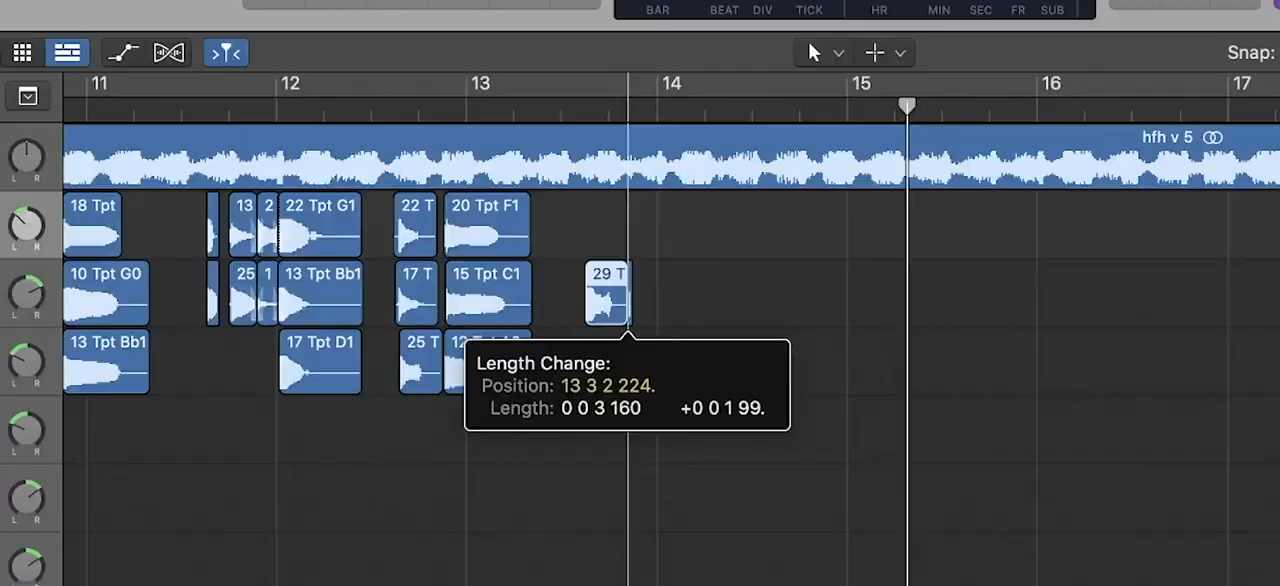 BAR BEAT DIV TICK HR MIN SEC FR SUB
Snap:
11 12 13 14 15 16 17
hfh v 5
L R
18 Tpt 13 2 22 Tpt G1 22 T 20 Tpt F1
L R
10 Tpt G0 25 1 13 Tpt Bb1 17 T 15 Tpt C1 29 T
L R
13 Tpt Bb1 17 Tpt D1 25 T
L R
Length Change:
Position: 13 3 2 224.
Length: 0 0 3 160 +0 0 1 99.
L R
L R